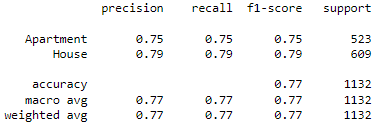 precision recall f1-score support
Apartment 0.75 0.75 0.75 523
House 0.79 0.79 0.79 609
accuracy 0.77 1132
macro avg 0.77 0.77 0.77 1132
weighted avg 0.77 0.77 0.77 1132